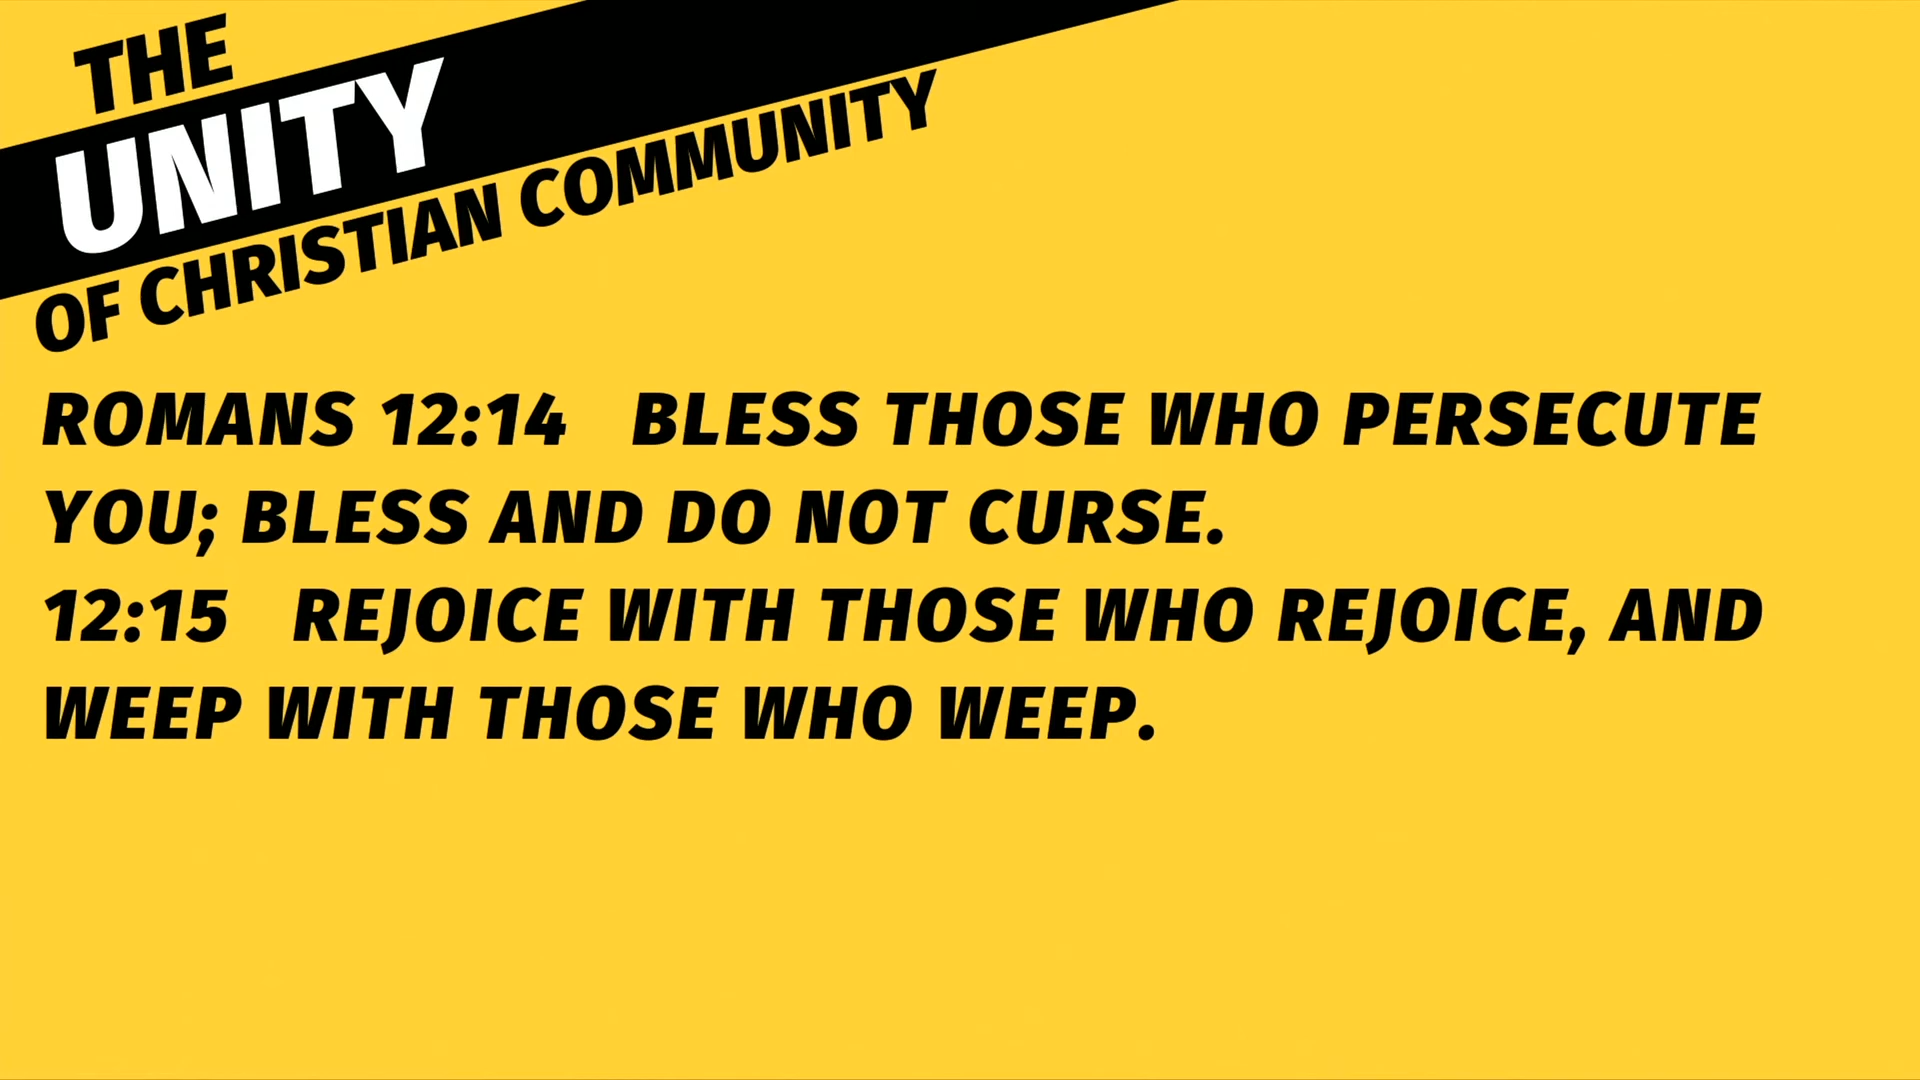 THE
UNITY
OF CHRISTIAN COMMUNITY
ROMANS 12:14 BLESS THOSE WHO PERSECUTE
YOU; BLESS AND DO NOT CURSE.
12:15 REJOICE WITH THOSE WHO REJOICE, AND
WEEP WITH THOSE WHO WEEP.